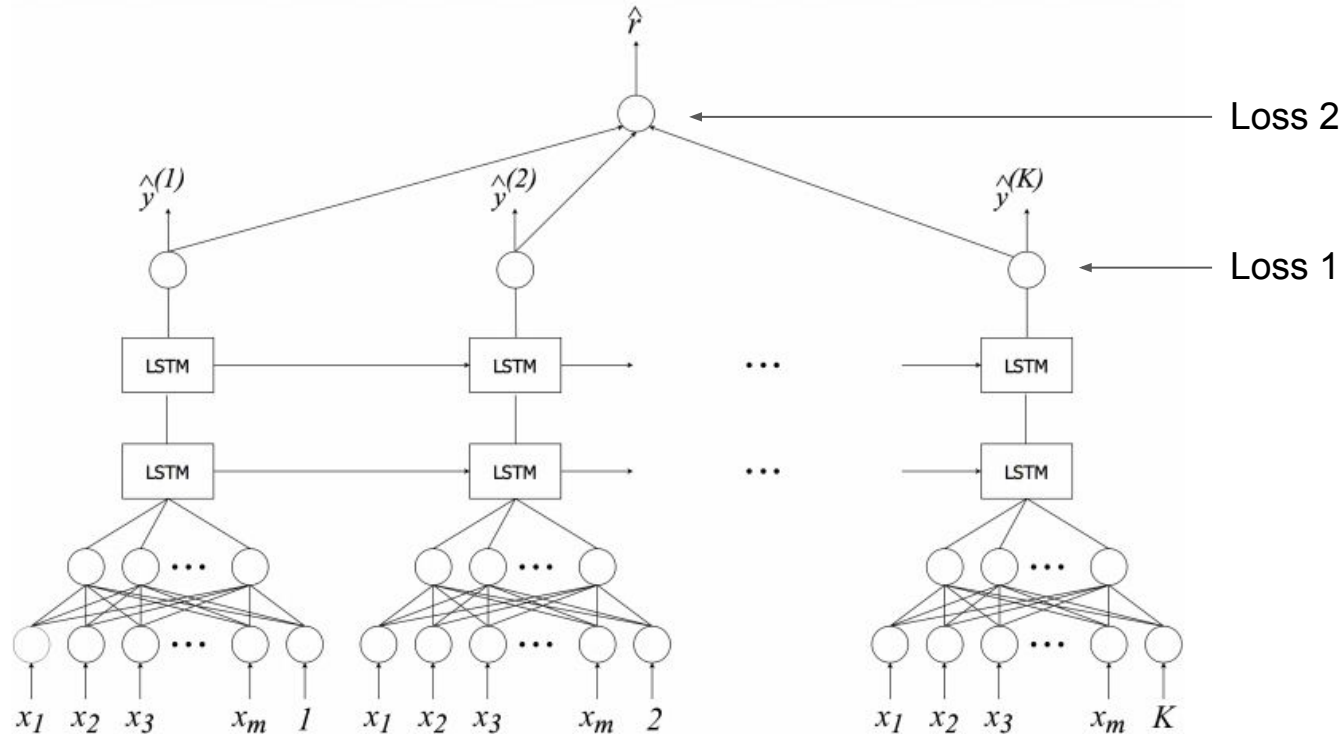 r̂
Loss 2
ŷ(1) ŷ(2) ŷ(K)
Loss 1
LSTM LSTM ... LSTM
LSTM LSTM ... LSTM
... ... ...
... ... ...
x1 x2 x3 xm 1 x1 x2 x3 xm 2 x1 x2 x3 xm K